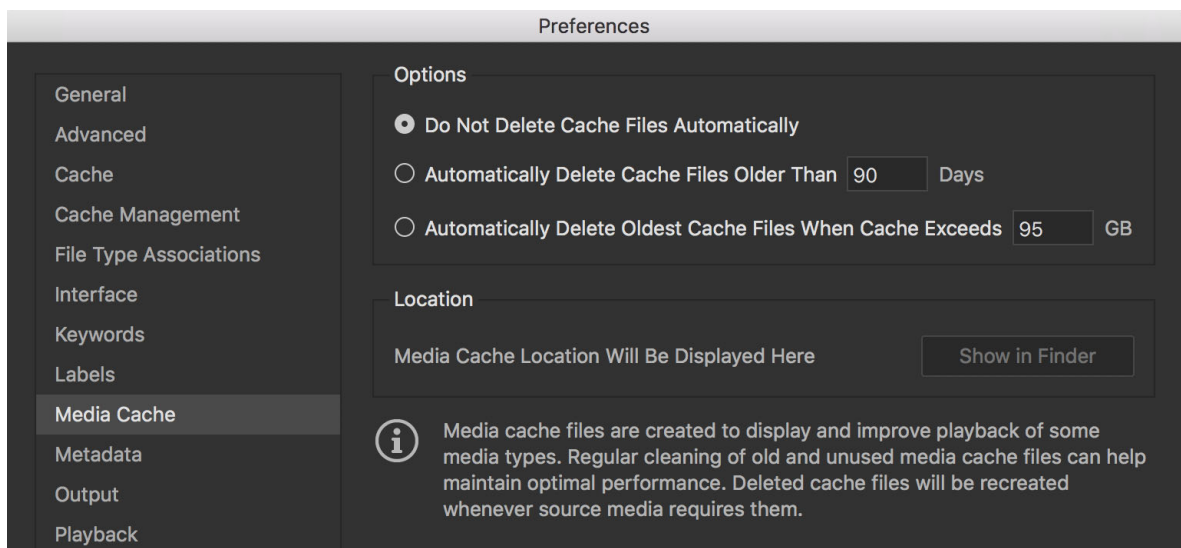 Preferences
General
Advanced
Cache
Cache Management
File Type Associations
Interface
Keywords
Labels
Media Cache
Metadata
Output
Playback
Options
Do Not Delete Cache Files Automatically
Automatically Delete Cache Files Older Than 90 Days
Automatically Delete Oldest Cache Files When Cache Exceeds 95 GB
Location
Media Cache Location Will Be Displayed Here Show in Finder
Media cache files are created to display and improve playback of some
media types. Regular cleaning of old and unused media cache files can help
maintain optimal performance. Deleted cache files will be recreated
whenever source media requires them.